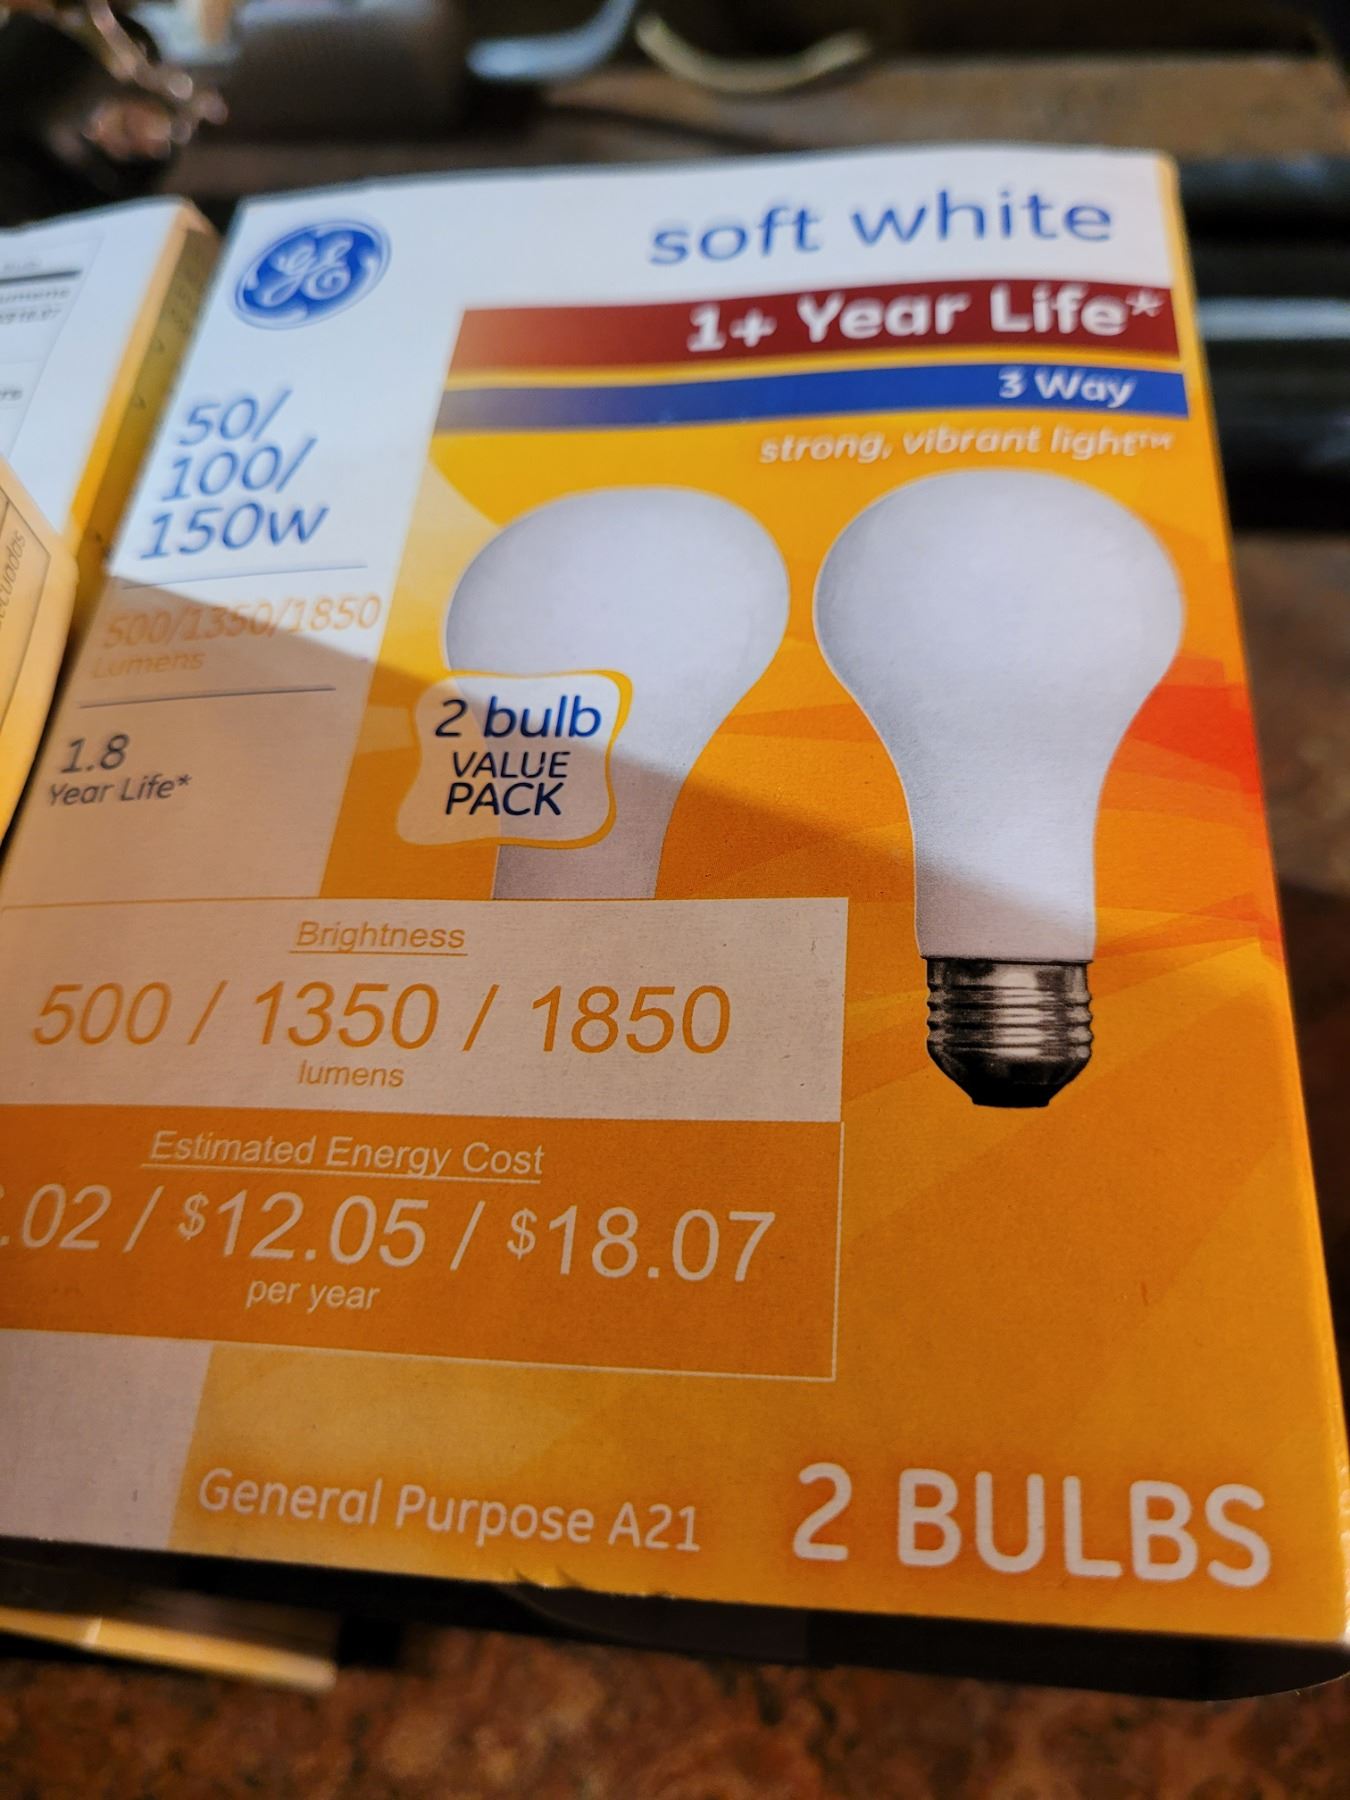 GE
soft white
1+ Year Life*
3 Way
strong, vibrant light™
50/
100/
150w
500/1350/1850
Lumens
1.8
Year Life*
2 bulb
VALUE
PACK
Brightness
500 / 1350 / 1850
lumens
Estimated Energy Cost
.02 / $12.05 / $18.07
per year
General Purpose A21
2 BULBS